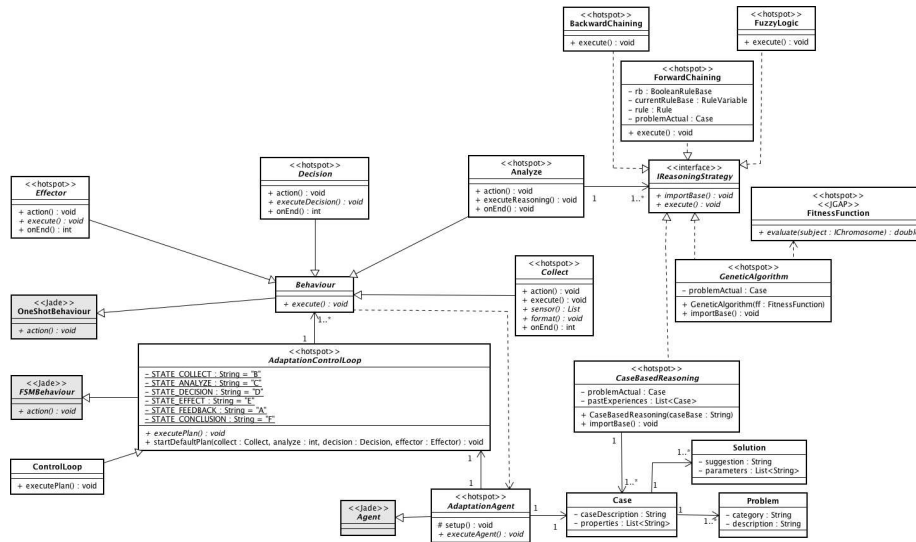 <<hotspot>>
BackwardChaining
+ execute() : void
<<hotspot>>
FuzzyLogic
+ execute() : void
<<hotspot>>
ForwardChaining
- rb : BooleanRuleBase
- currentRuleBase : RuleVariable
- rule : Rule
- problemActual : Case
+ execute() : void
<<hotspot>>
Effector
+ action() : void
+ execute() : void
+ onEnd() : int
<<hotspot>>
Decision
+ action() : void
+ executeDecision() : void
+ onEnd() : int
<<hotspot>>
Analyze
+ action() : void
+ executeReasoning() : void
+ onEnd() : void
1
1..*
<<interface>>
IReasoningStrategy
+ importBase() : void
+ execute() : void
<<hotspot>>
<<JGAP>>
FitnessFunction
+ evaluate(subject : IChromosome) : double
<<hotspot>>
GeneticAlgorithm
- problemActual : Case
+ GeneticAlgorithm(ff : FitnessFunction)
+ importBase() : void
<<hotspot>>
Collect
+ action() : void
+ execute() : void
+ sensor() : List
+ format() : void
+ onEnd() : int
Behaviour
+ execute() : void
1..*
1
<<Jade>>
OneShotBehaviour
+ action() : void
<<hotspot>>
AdaptationControlLoop
- STATE_COLLECT : String = "B"
- STATE_ANALYZE : String = "C"
- STATE_DECISION : String = "D"
- STATE_EFFECT : String = "E"
- STATE_FEEDBACK : String = "A"
- STATE_CONCLUSION : String = "F"
+ executePlan() : void
+ startDefaultPlan(collect : Collect, analyze : int, decision : Decision, effector : Effector) : void
<<Jade>>
FSMBehaviour
+ action() : void
ControlLoop
+ executePlan() : void
<<hotspot>>
CaseBasedReasoning
- problemActual : Case
- pastExperiences : List<Case>
+ CaseBasedReasoning(caseBase : String)
+ importBase() : void
1
1..*
1
1
1..*
Solution
- suggestion : String
- parameters : List<String>
1
<<Jade>>
Agent
<<hotspot>>
AdaptationAgent
# setup() : void
+ executeAgent() : void
1
1
Case
- caseDescription : String
- properties : List<String>
1
1..*
Problem
- category : String
- description : String